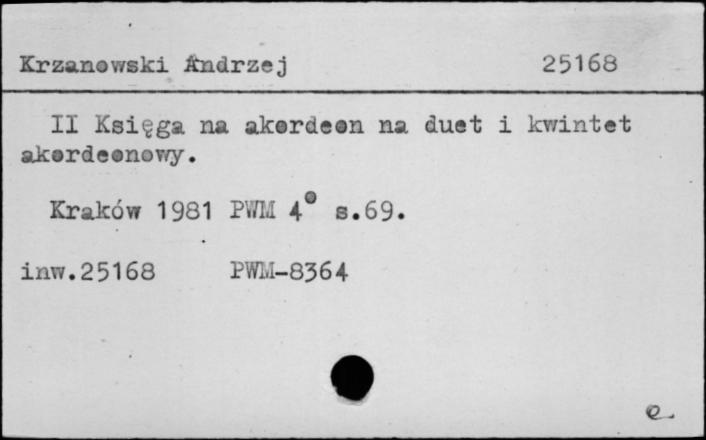 Krzanowski Andrzej 25168
II Księga na akordeon na duet i kwintet
akordeonowy.
Kraków 1981 PWM 4° s.69.
inw.25168 PWM-8364
e